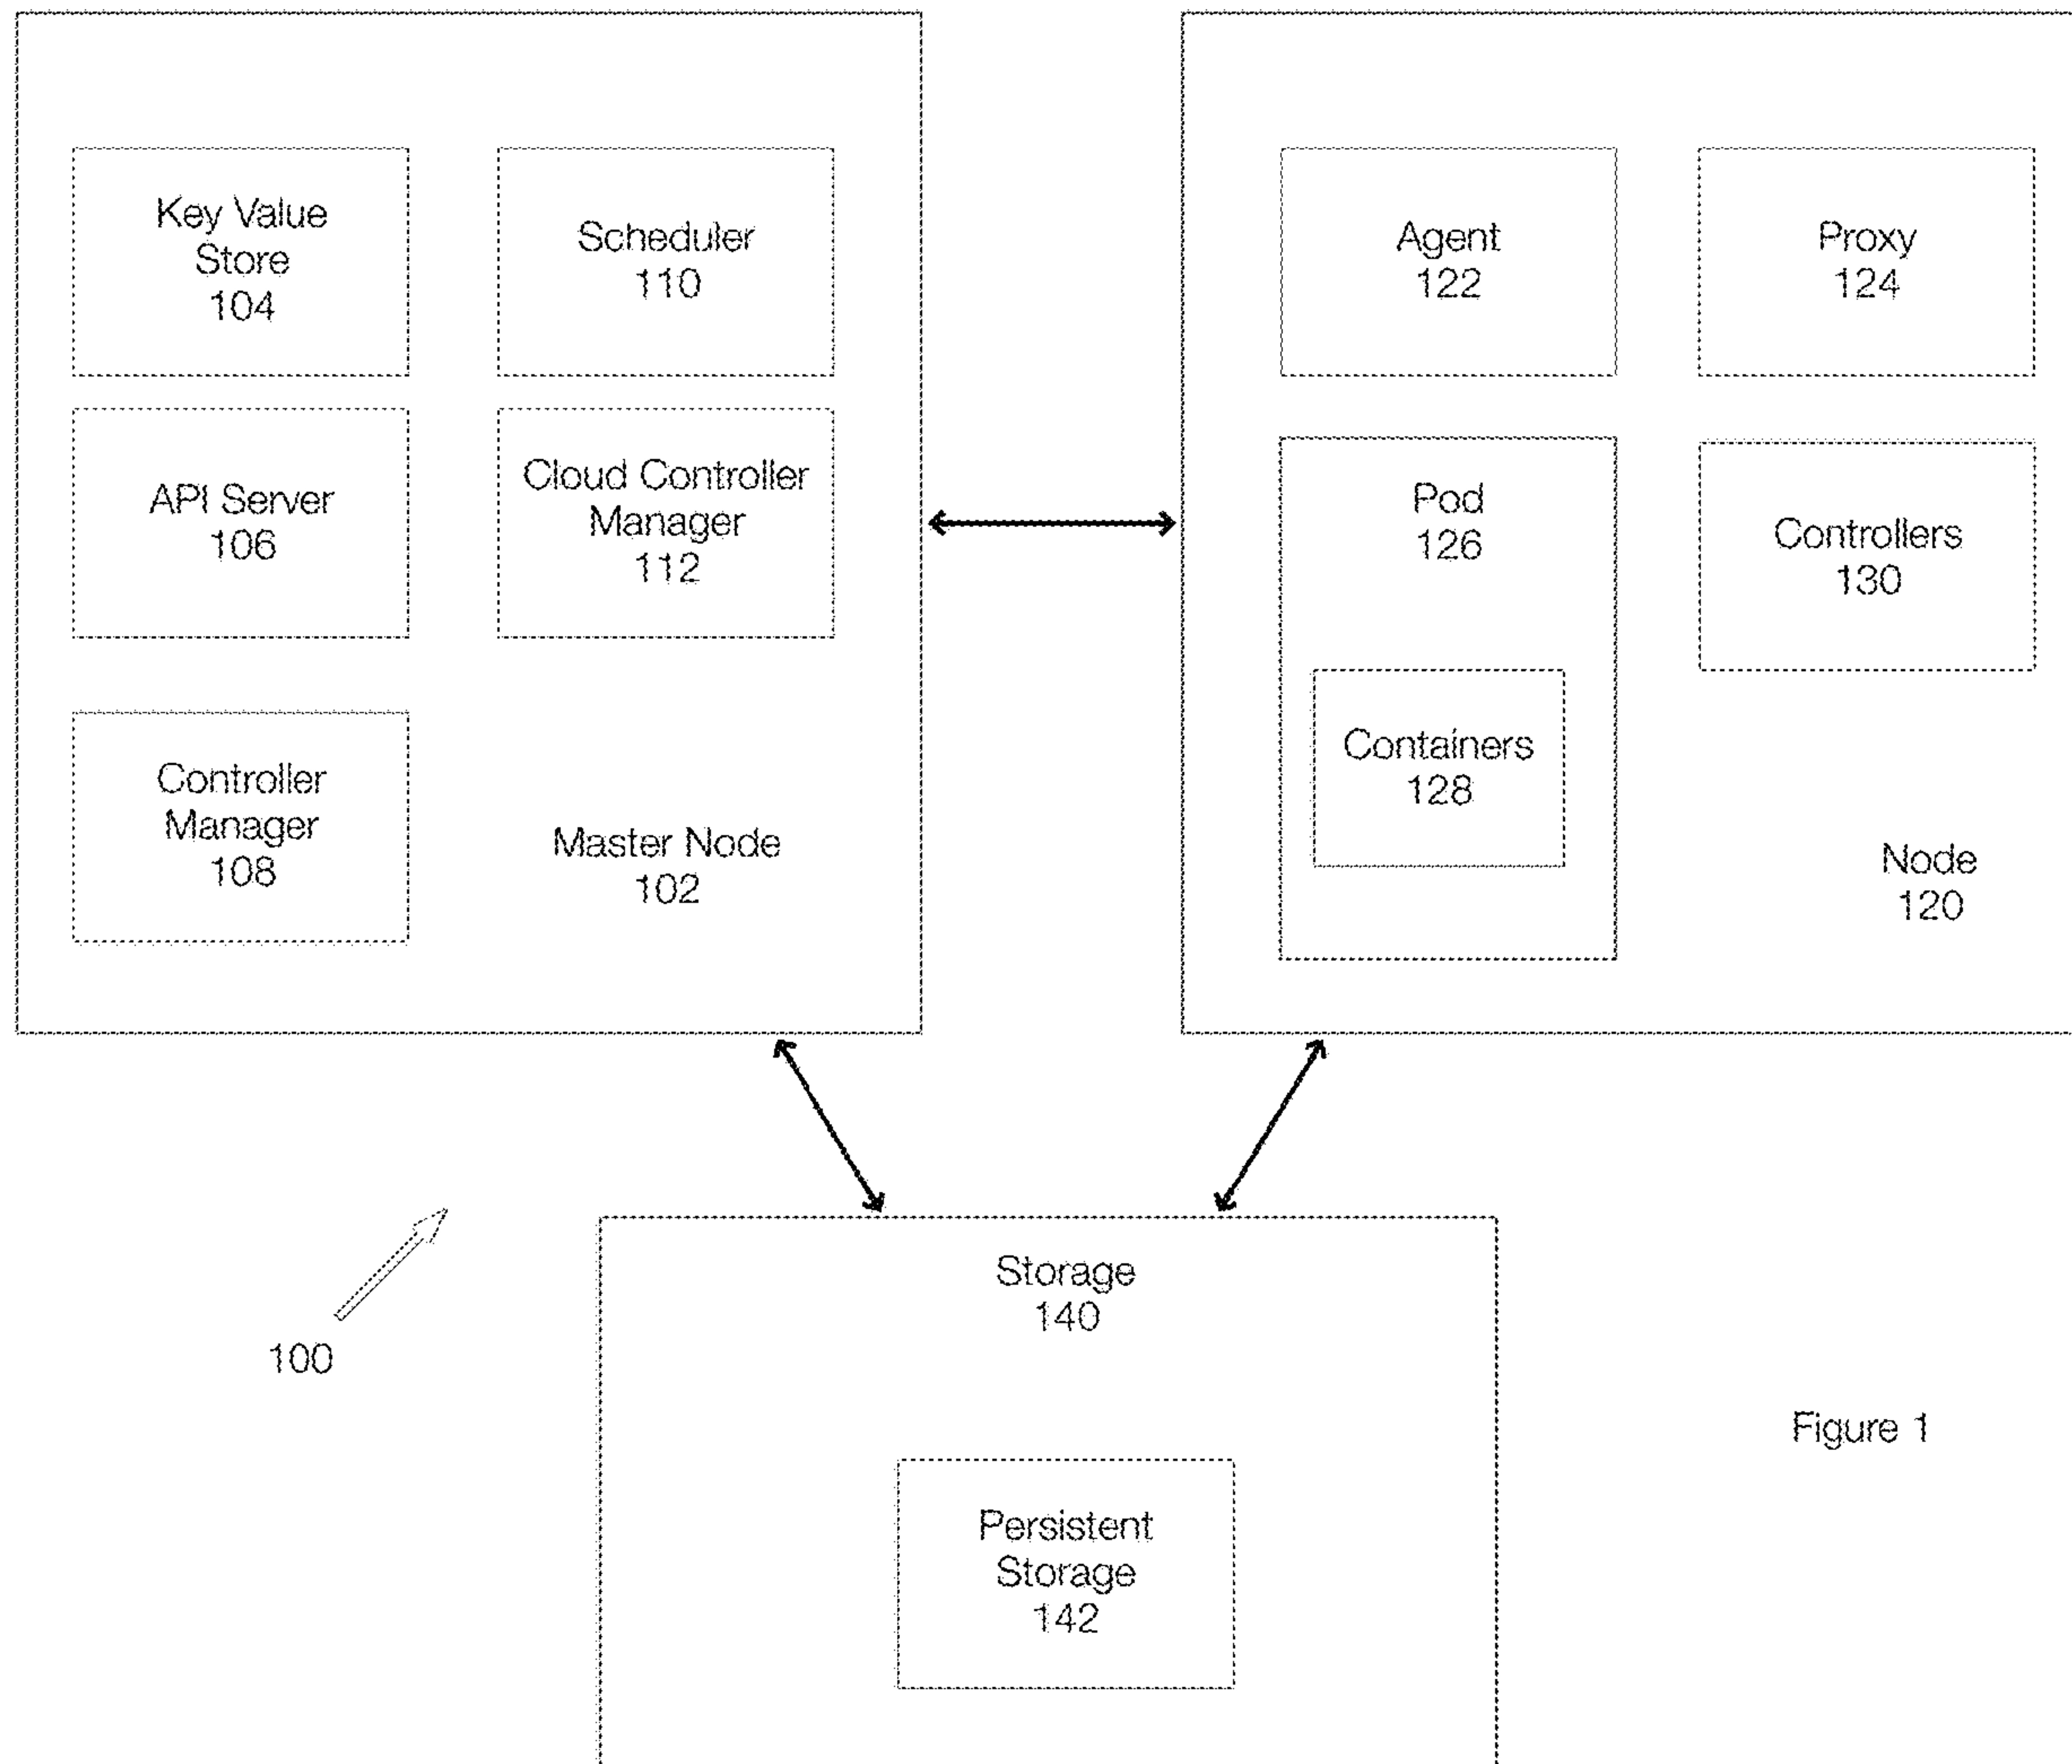 Key Value
Store
104
Scheduler
110
API Server
106
Cloud Controller
Manager
112
Controller
Manager
108
Master Node
102
Agent
122
Proxy
124
Pod
126
Controllers
130
Containers
128
Node
120
100
Storage
140
Persistent
Storage
142
Figure 1